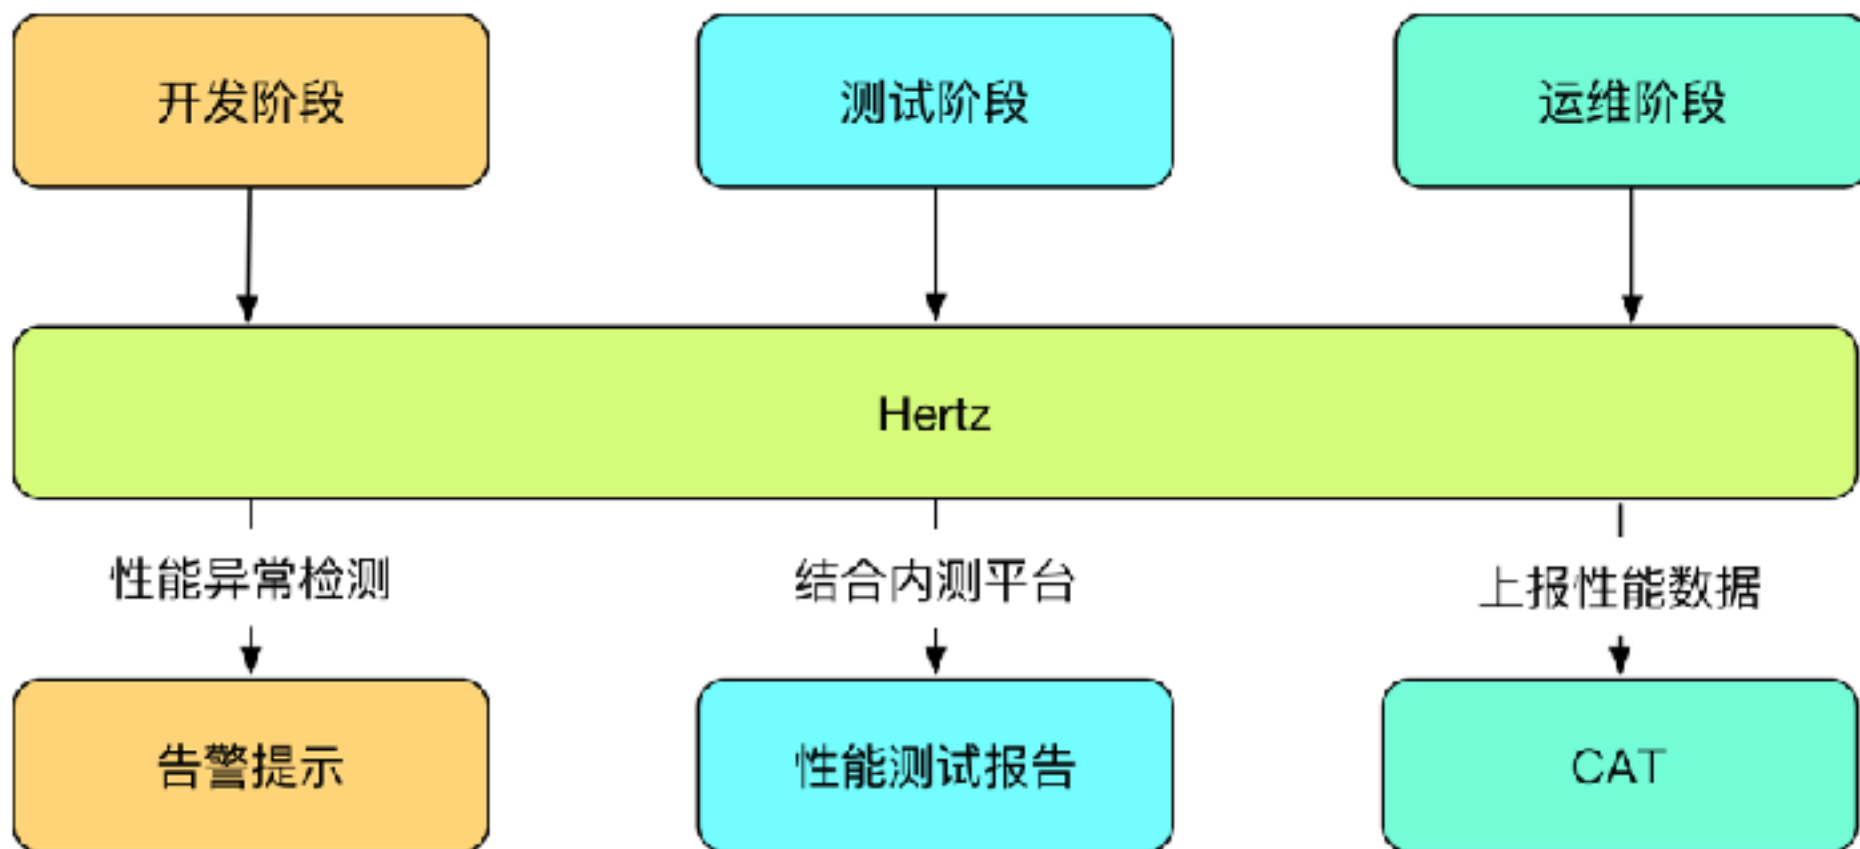 开发阶段
测试阶段
运维阶段
Hertz
性能异常检测
结合内测平台
上报性能数据
告警提示
性能测试报告
CAT